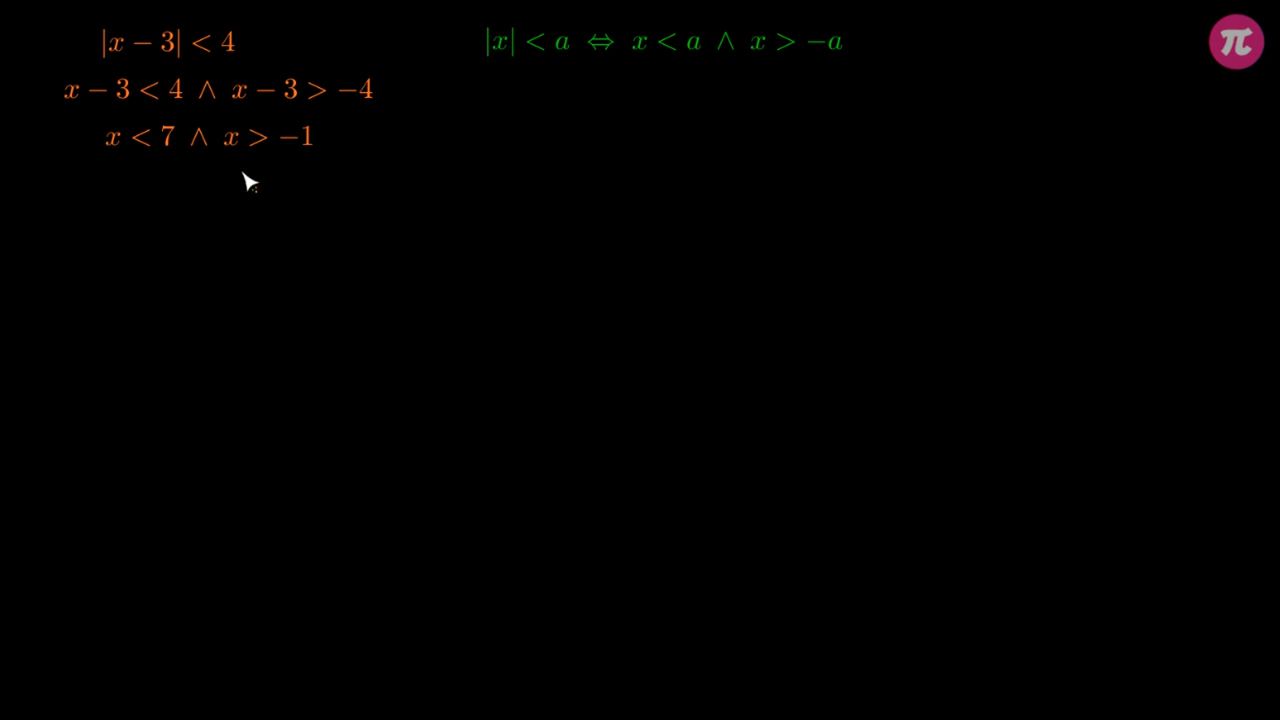 |x − 3| < 4
x − 3 < 4 ∧ x − 3 > −4
x < 7 ∧ x > −1
|x| < a ⇔ x < a ∧ x > −a
π